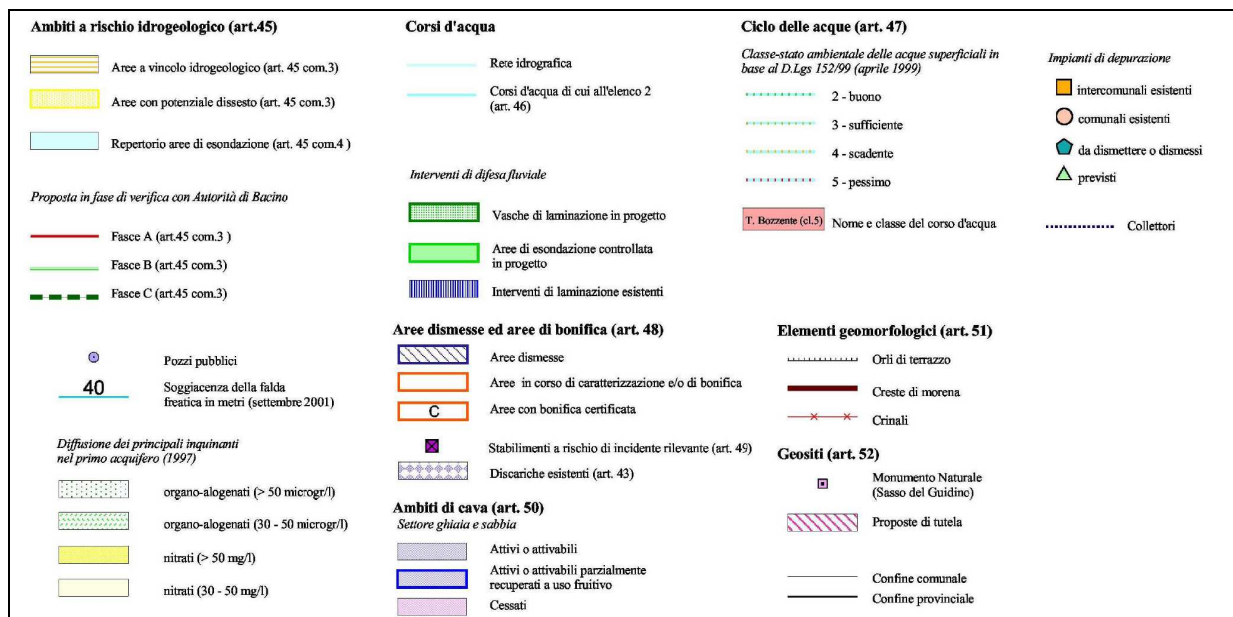 Ambiti a rischio idrogeologico (art.45)
Aree a vincolo idrogeologico (art. 45 com.3)
Aree con potenziale dissesto (art. 45 com.3)
Repertorio aree di esondazione (art. 45 com.4 )
Proposta in fase di verifica con Autorità di Bacino
Fasce A (art.45 com.3 )
Fasce B (art.45 com.3)
Fasce C (art.45 com.3)
Pozzi pubblici
40
Soggiacenza della falda
freatica in metri (settembre 2001)
Diffusione dei principali inquinanti
nel primo acquifero (1997)
organo-alogenati (> 50 microgr/l)
organo-alogenati (30 - 50 microgr/l)
nitrati (> 50 mg/l)
nitrati (30 - 50 mg/l)
Corsi d'acqua
Rete idrografica
Corsi d'acqua di cui all'elenco 2
(art. 46)
Interventi di difesa fluviale
Vasche di laminazione in progetto
Aree di esondazione controllata
in progetto
Interventi di laminazione esistenti
Aree dismesse ed aree di bonifica (art. 48)
Aree dismesse
Aree in corso di caratterizzazione e/o di bonifica
C
Aree con bonifica certificata
Stabilimenti a rischio di incidente rilevante (art. 49)
Discariche esistenti (art. 43)
Ambiti di cava (art. 50)
Settore ghiaia e sabbia
Attivi o attivabili
Attivi o attivabili parzialmente
recuperati a uso fruitivo
Cessati
Ciclo delle acque (art. 47)
Classe-stato ambientale delle acque superficiali in
base al D.Lgs 152/99 (aprile 1999)
2 - buono
3 - sufficiente
4 - scadente
5 - pessimo
T. Bozzente (cl.5)
Nome e classe del corso d'acqua
Impianti di depurazione
intercomunali esistenti
comunali esistenti
da dismettere o dismessi
previsti
Collettori
Elementi geomorfologici (art. 51)
Orli di terrazzo
Creste di morena
Crinali
Geositi (art. 52)
Monumento Naturale
(Sasso del Guidino)
Proposte di tutela
Confine comunale
Confine provinciale